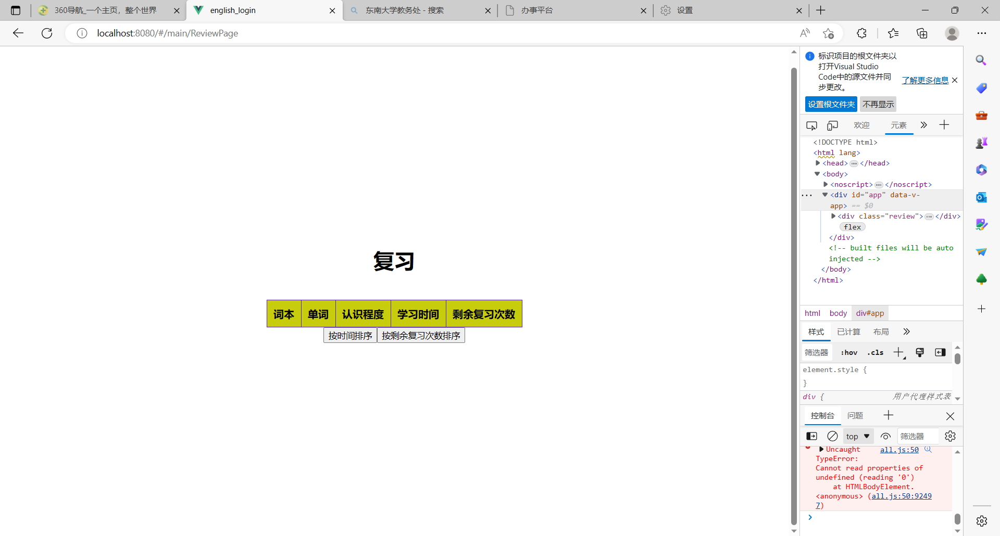 360导航_一个主页，整个世界
english_login
东南大学教务处 - 搜索
办事平台
设置
localhost:8080/#/main/ReviewPage
标识项目的根文件夹以
打开Visual Studio
Code中的源文件并同
步更改。
了解更多信息
设置根文件夹
不再显示
欢迎
元素
<!DOCTYPE html>
<html lang>
<head>…</head>
<body>
<noscript>…</noscript>
<div id="app" data-v-
app> == $0
<div class="review">…</div>
flex
</div>
<!-- built files will be auto
injected -->
</body>
</html>
html body div#app
样式 已计算 布局
筛选器 :hov .cls
element.style {
}
div { 用户代理样式表
控制台 问题
top 筛选器
Uncaught all.js:50
TypeError:
Cannot read properties of
undefined (reading '0')
at HTMLBodyElement.
<anonymous> (all.js:50:9249
7)
复习
词本 单词 认识程度 学习时间 剩余复习次数
按时间排序 按剩余复习次数排序